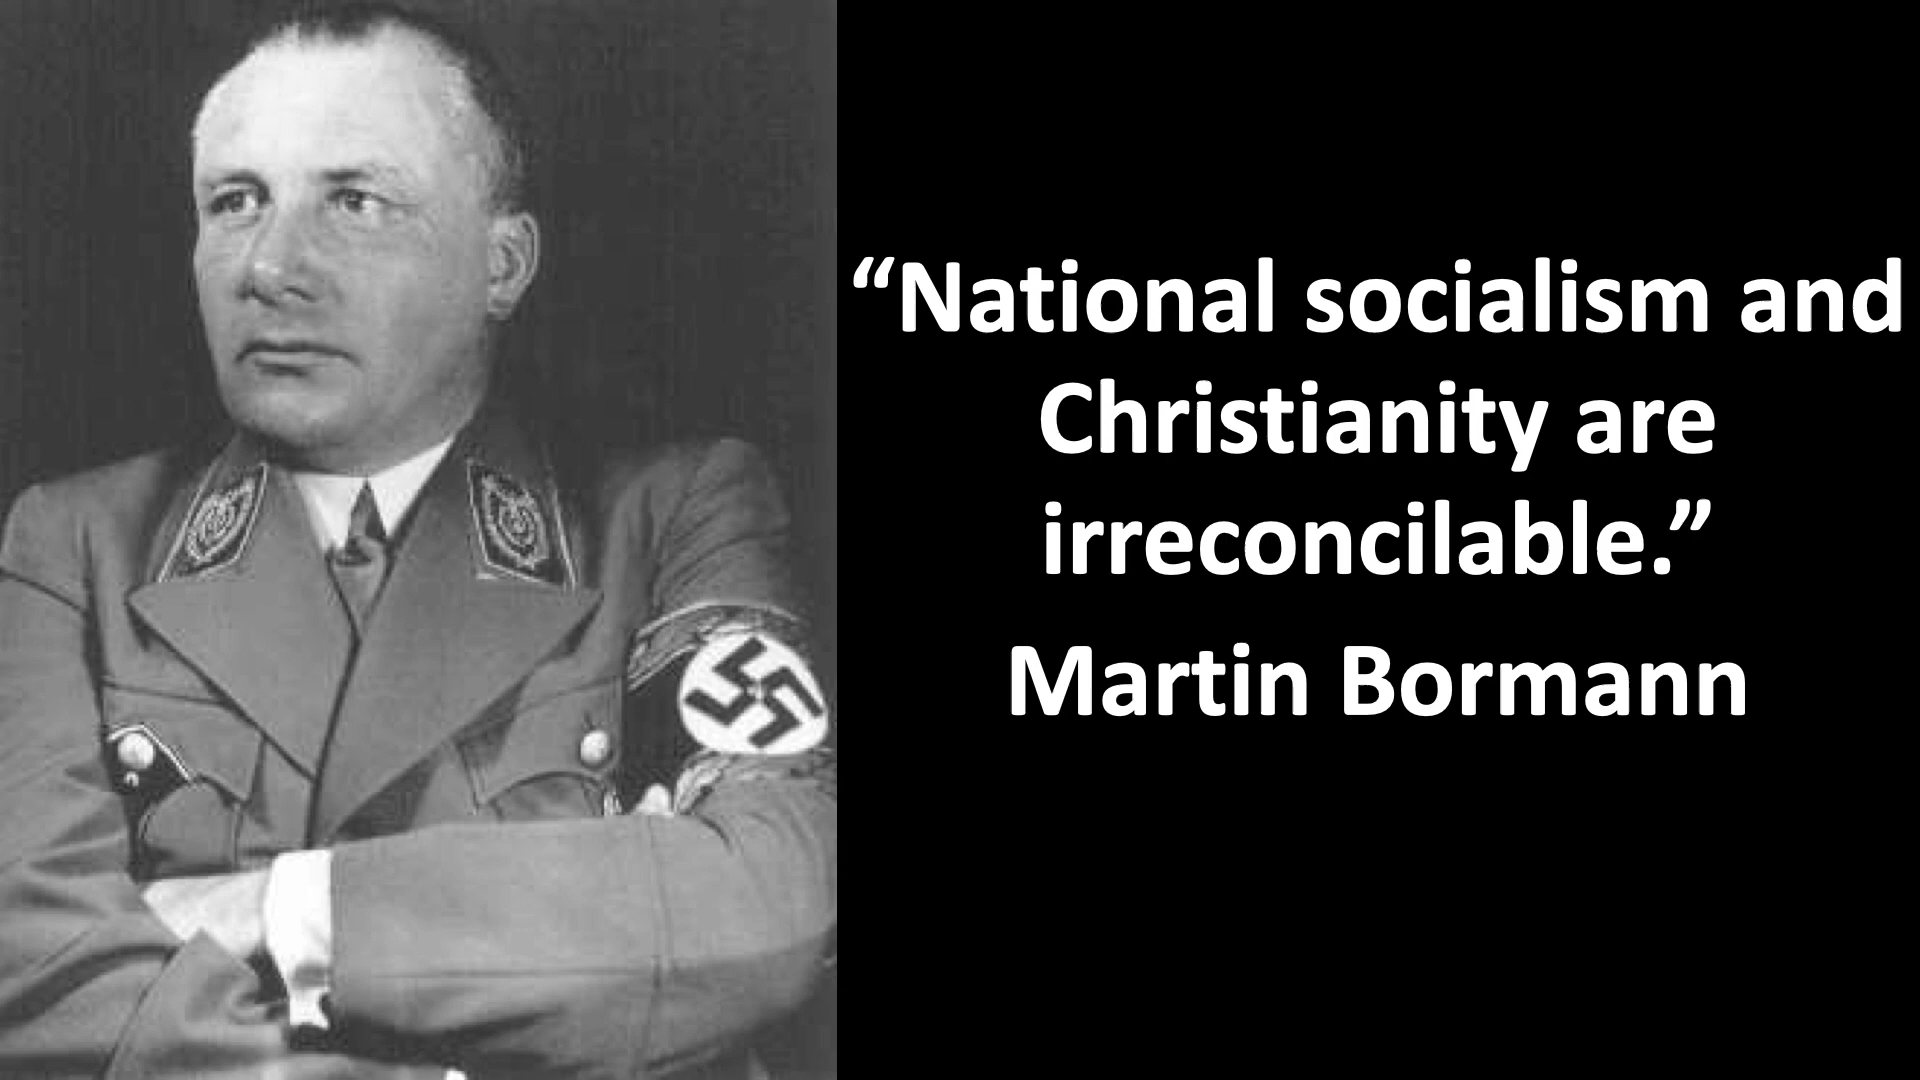 “National socialism and
Christianity are
irreconcilable.”
Martin Bormann